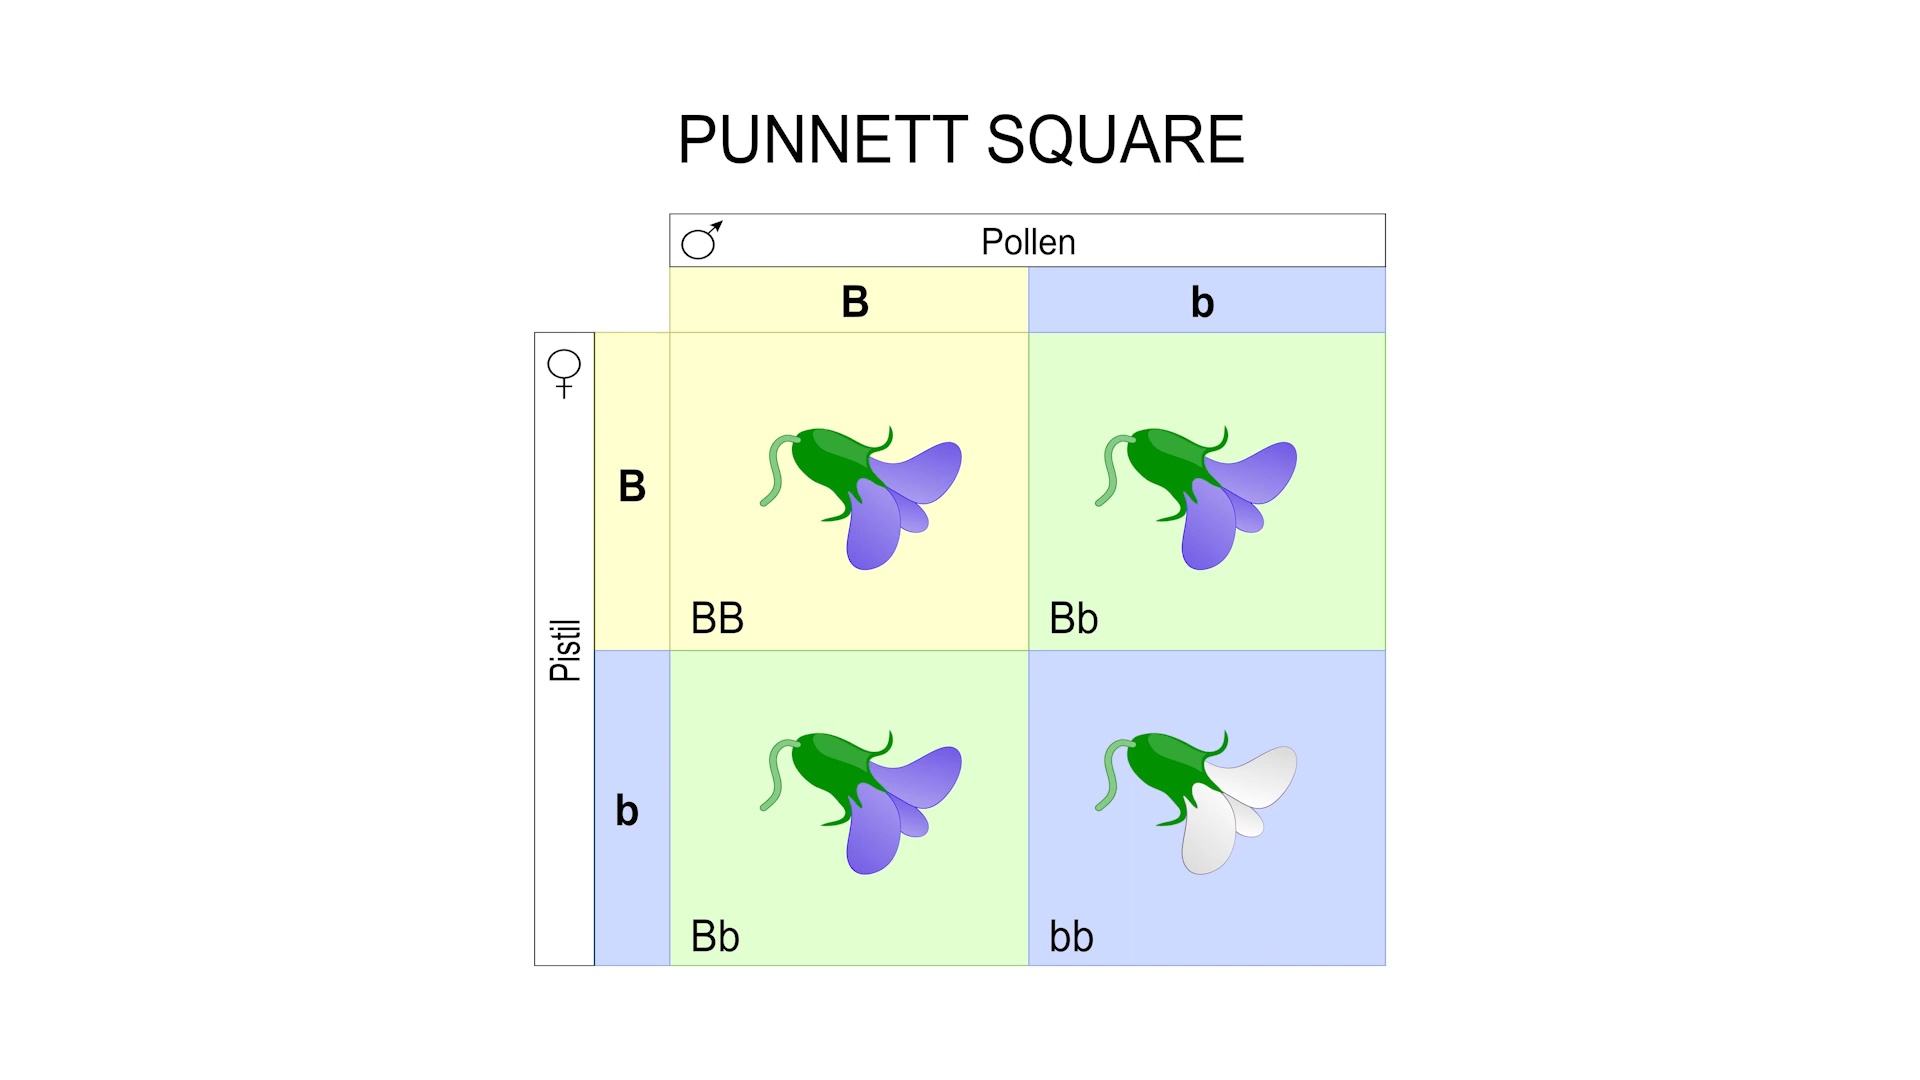 PUNNETT SQUARE
Pollen
B b
B
BB Bb
Pistil
b
Bb bb